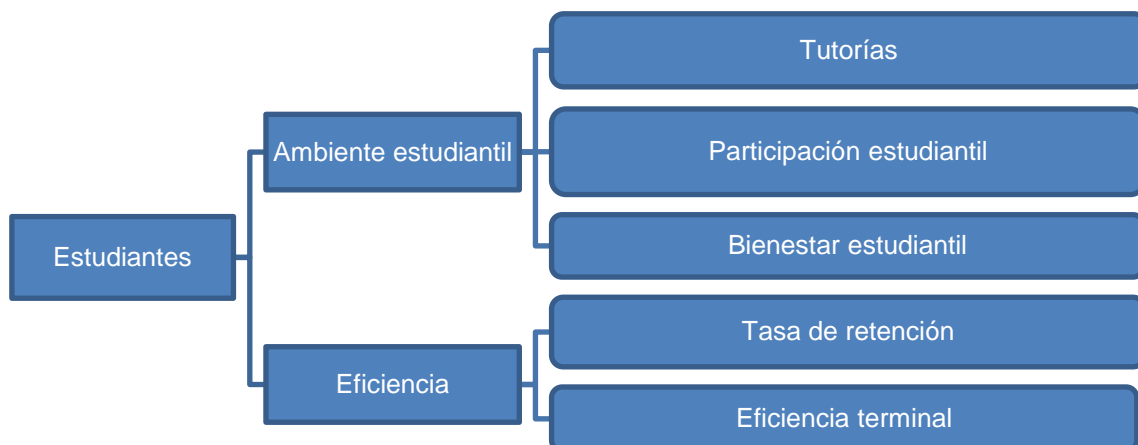 Estudiantes
Ambiente estudiantil
Tutorías
Participación estudiantil
Bienestar estudiantil
Eficiencia
Tasa de retención
Eficiencia terminal